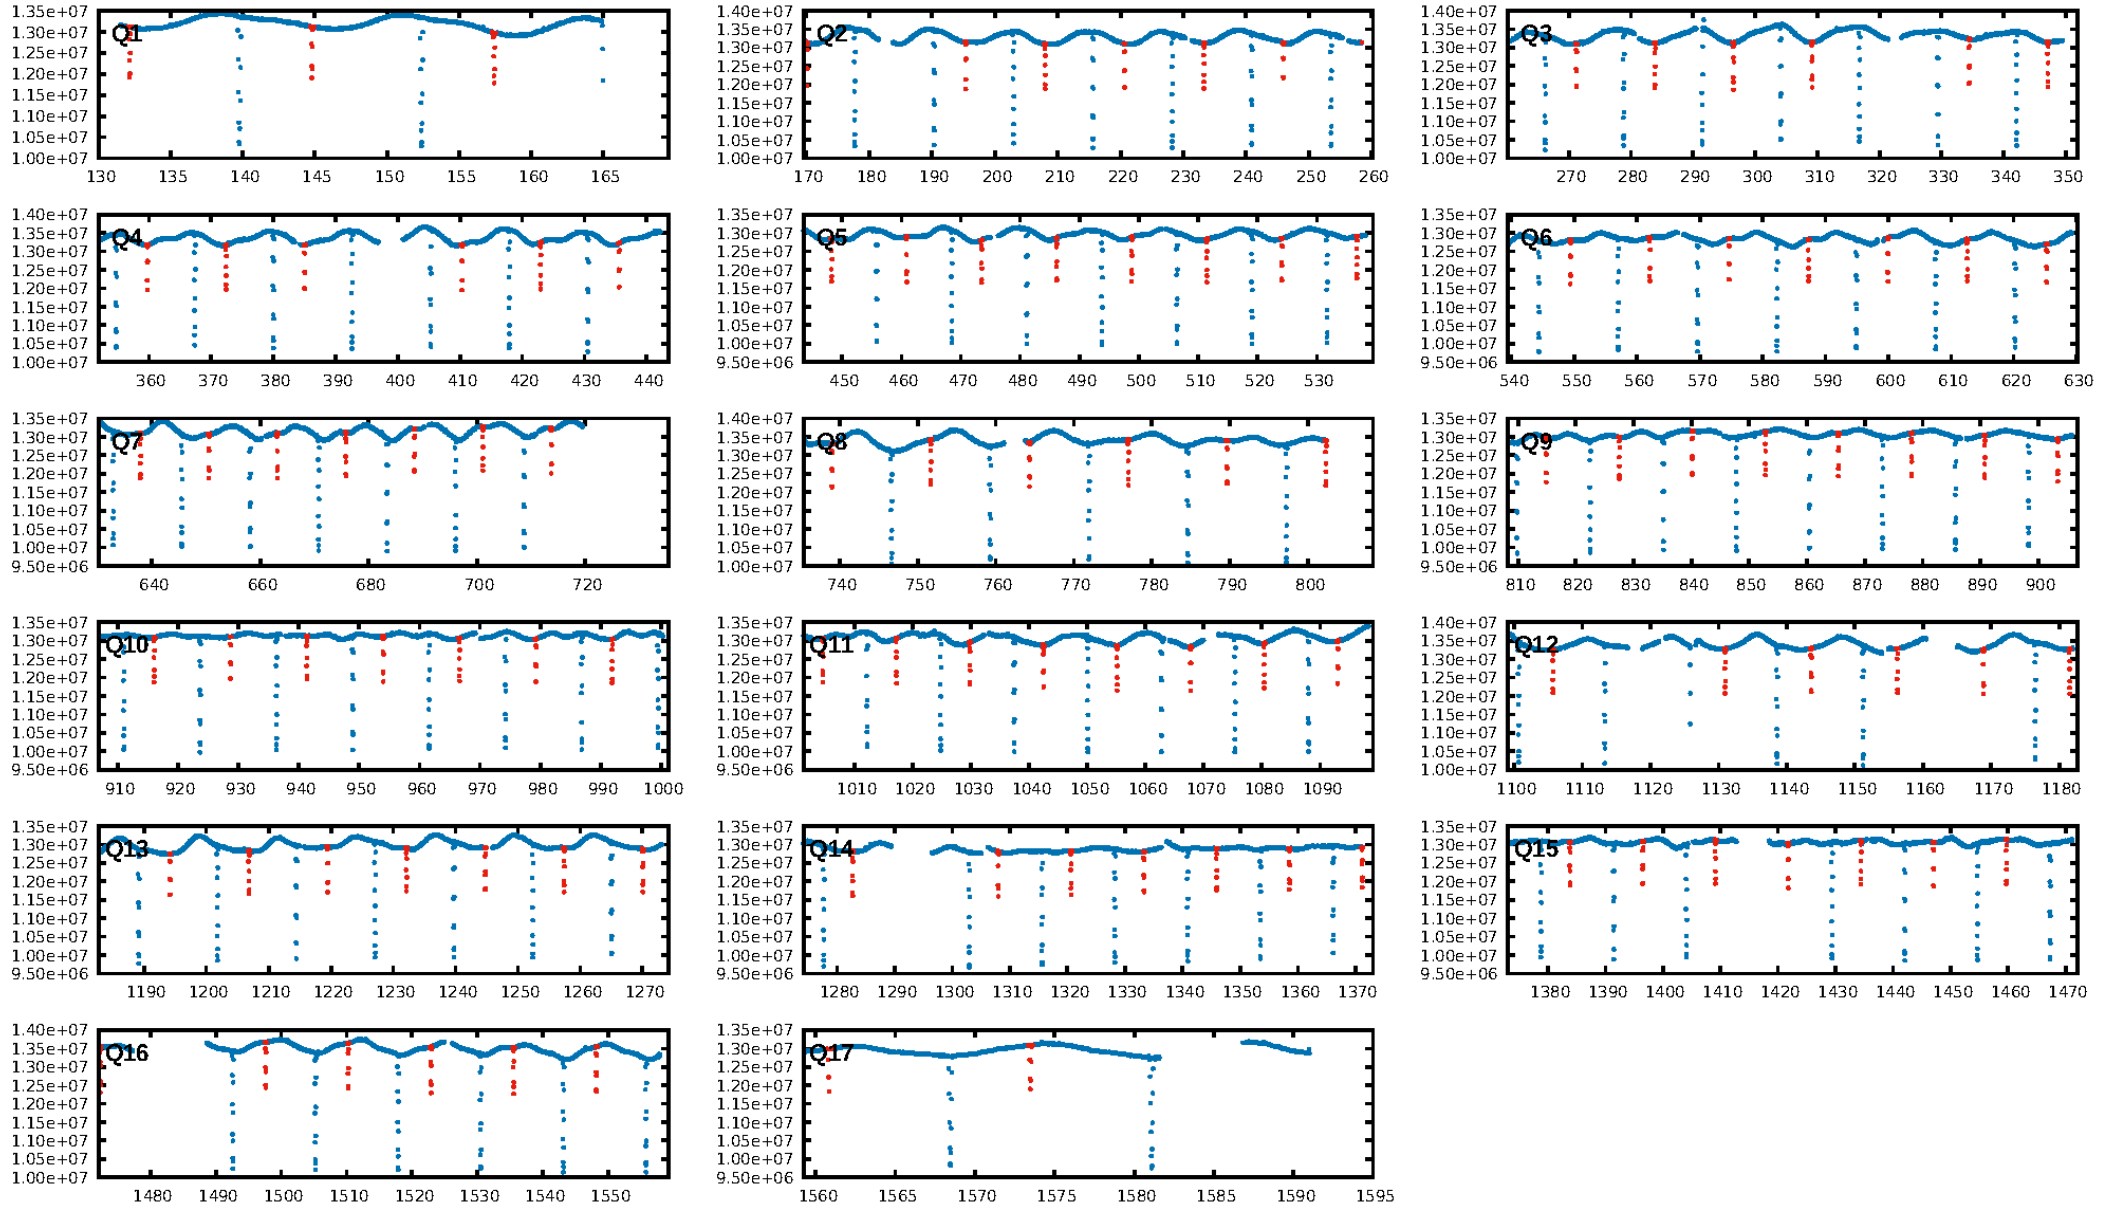 1.35e+07
1.30e+07
1.25e+07
1.20e+07
1.15e+07
1.10e+07
1.05e+07
1.00e+07
Q1
130 135 140 145 150 155 160 165
1.40e+07
1.35e+07
1.30e+07
1.25e+07
1.20e+07
1.15e+07
1.10e+07
1.05e+07
1.00e+07
Q2
170 180 190 200 210 220 230 240 250 260
1.40e+07
1.35e+07
1.30e+07
1.25e+07
1.20e+07
1.15e+07
1.10e+07
1.05e+07
1.00e+07
Q3
270 280 290 300 310 320 330 340 350
1.40e+07
1.35e+07
1.30e+07
1.25e+07
1.20e+07
1.15e+07
1.10e+07
1.05e+07
1.00e+07
Q4
360 370 380 390 400 410 420 430 440
1.35e+07
1.30e+07
1.25e+07
1.20e+07
1.15e+07
1.10e+07
1.05e+07
1.00e+07
9.50e+06
Q5
450 460 470 480 490 500 510 520 530
1.35e+07
1.30e+07
1.25e+07
1.20e+07
1.15e+07
1.10e+07
1.05e+07
1.00e+07
9.50e+06
Q6
540 550 560 570 580 590 600 610 620 630
1.35e+07
1.30e+07
1.25e+07
1.20e+07
1.15e+07
1.10e+07
1.05e+07
1.00e+07
9.50e+06
Q7
640 660 680 700 720
1.40e+07
1.35e+07
1.30e+07
1.25e+07
1.20e+07
1.15e+07
1.10e+07
1.05e+07
1.00e+07
Q8
740 750 760 770 780 790 800
1.35e+07
1.30e+07
1.25e+07
1.20e+07
1.15e+07
1.10e+07
1.05e+07
1.00e+07
9.50e+06
Q9
810 820 830 840 850 860 870 880 890 900
1.35e+07
1.30e+07
1.25e+07
1.20e+07
1.15e+07
1.10e+07
1.05e+07
1.00e+07
9.50e+06
Q10
910 920 930 940 950 960 970 980 990 1000
1.35e+07
1.30e+07
1.25e+07
1.20e+07
1.15e+07
1.10e+07
1.05e+07
1.00e+07
9.50e+06
Q11
1010 1020 1030 1040 1050 1060 1070 1080 1090
1.40e+07
1.35e+07
1.30e+07
1.25e+07
1.20e+07
1.15e+07
1.10e+07
1.05e+07
1.00e+07
Q12
1100 1110 1120 1130 1140 1150 1160 1170 1180
1.35e+07
1.30e+07
1.25e+07
1.20e+07
1.15e+07
1.10e+07
1.05e+07
1.00e+07
9.50e+06
Q13
1190 1200 1210 1220 1230 1240 1250 1260 1270
1.35e+07
1.30e+07
1.25e+07
1.20e+07
1.15e+07
1.10e+07
1.05e+07
1.00e+07
9.50e+06
Q14
1280 1290 1300 1310 1320 1330 1340 1350 1360 1370
1.35e+07
1.30e+07
1.25e+07
1.20e+07
1.15e+07
1.10e+07
1.05e+07
1.00e+07
9.50e+06
Q15
1380 1390 1400 1410 1420 1430 1440 1450 1460 1470
1.40e+07
1.35e+07
1.30e+07
1.25e+07
1.20e+07
1.15e+07
1.10e+07
1.05e+07
1.00e+07
Q16
1480 1490 1500 1510 1520 1530 1540 1550
1.35e+07
1.30e+07
1.25e+07
1.20e+07
1.15e+07
1.10e+07
1.05e+07
1.00e+07
9.50e+06
Q17
1560 1565 1570 1575 1580 1585 1590 1595